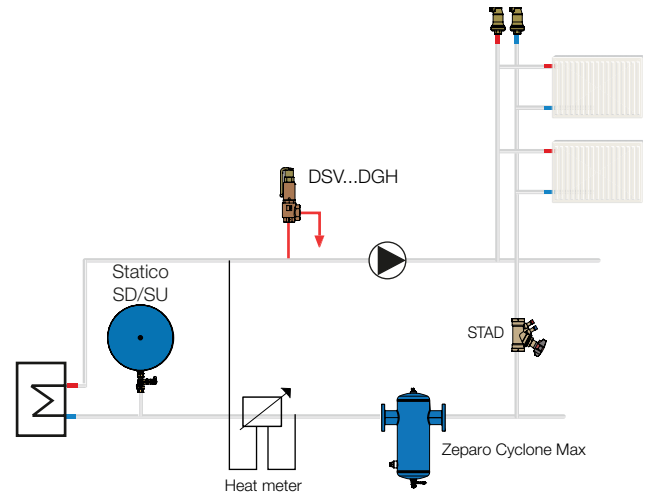 DSV...DGH
Statico
SD/SU
STAD
Zeparo Cyclone Max
Heat meter